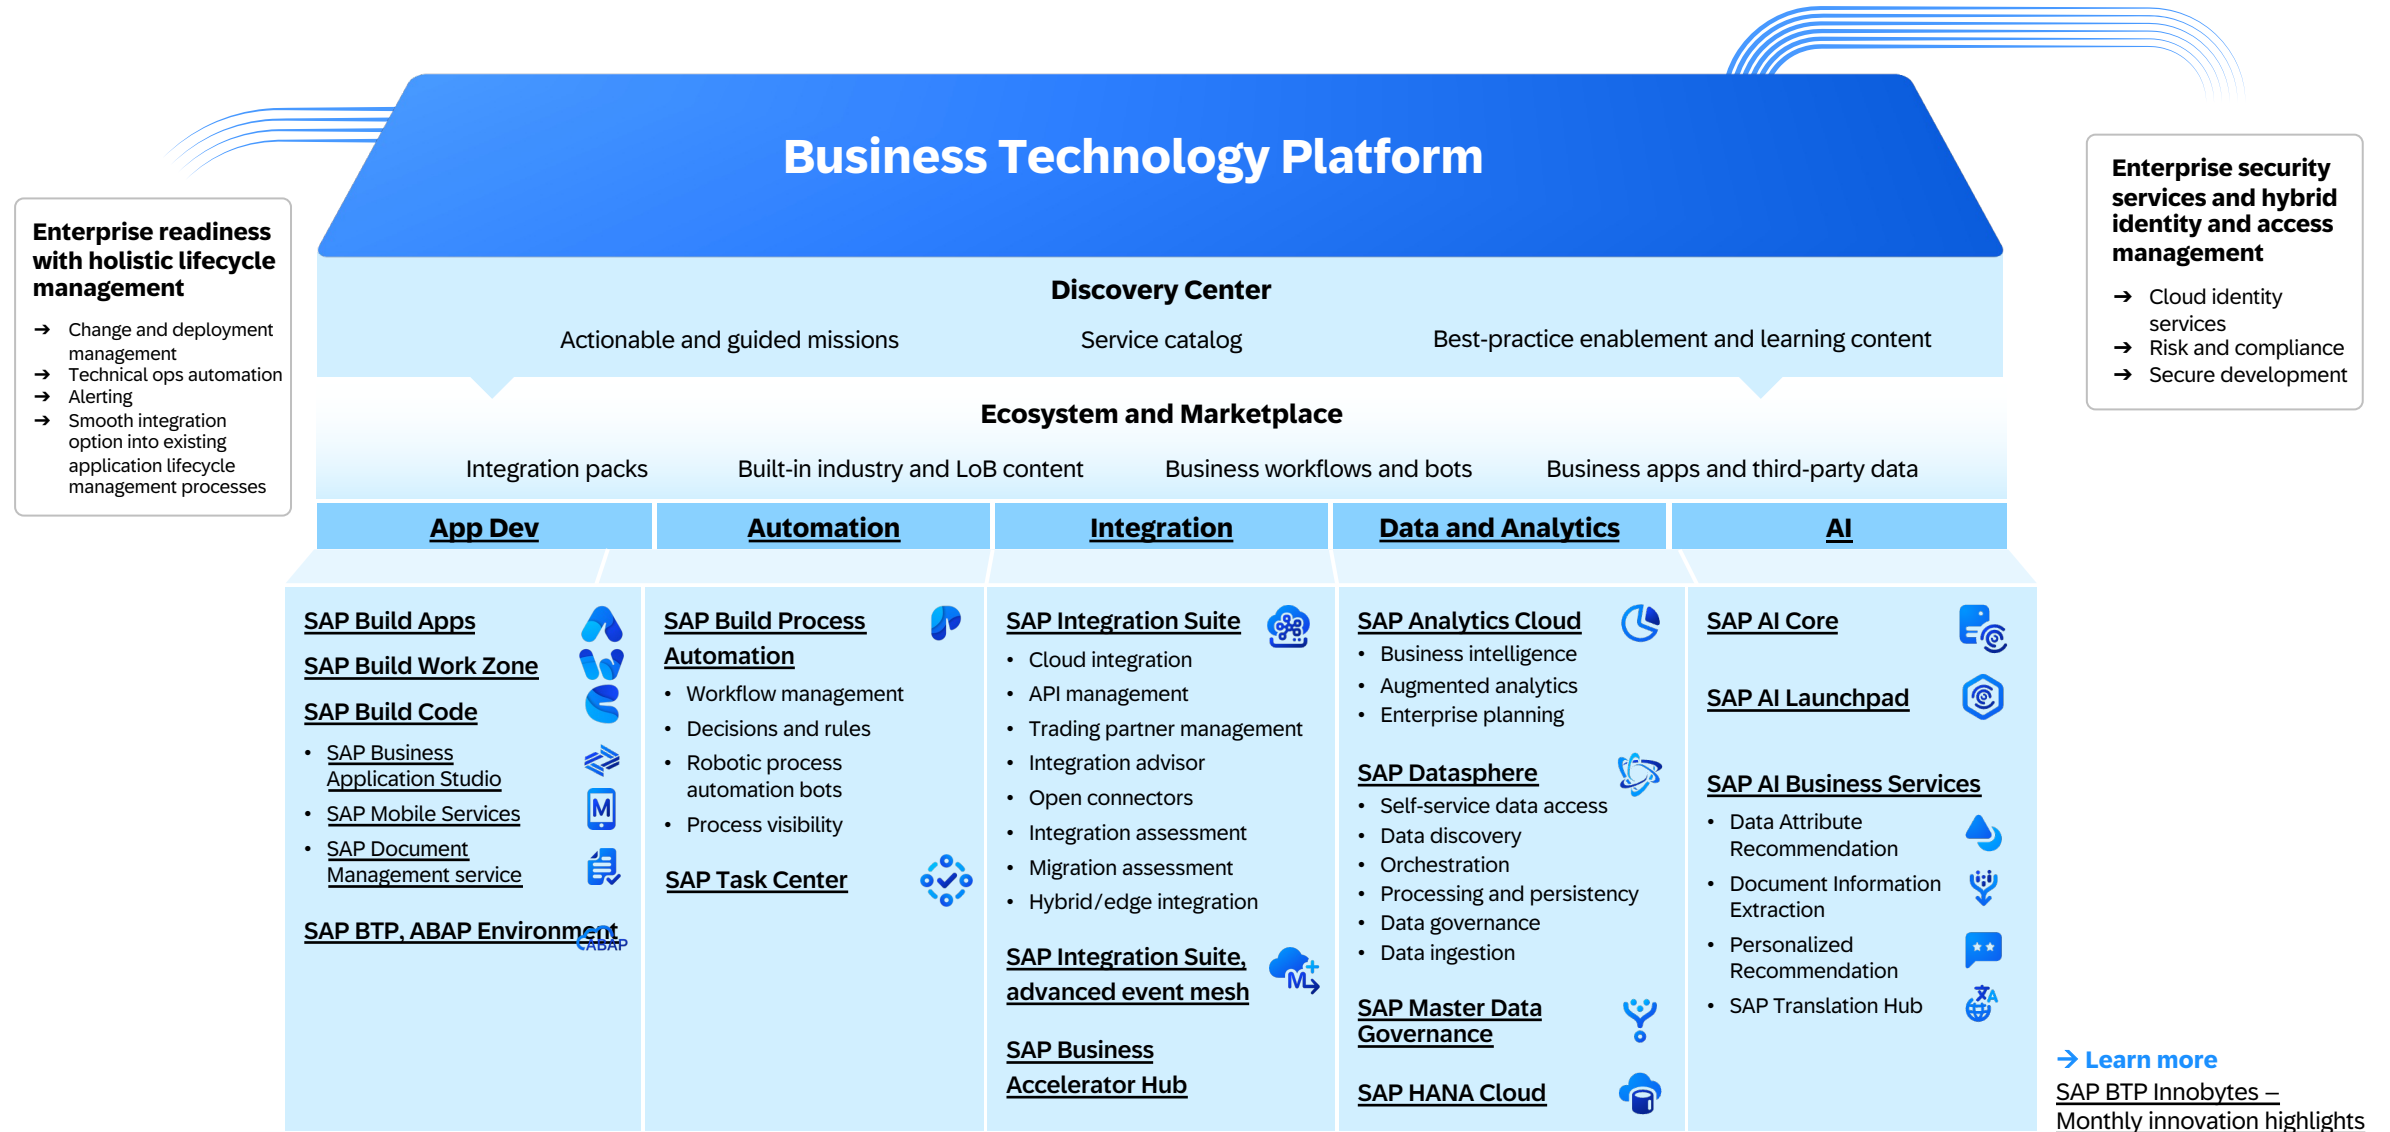 Business Technology Platform
Enterprise readiness
with holistic lifecycle
management
➔ Change and deployment
management
➔ Technical ops automation
➔ Alerting
➔ Smooth integration
option into existing
application lifecycle
management processes
Enterprise security
services and hybrid
identity and access
management
➔ Cloud identity
services
➔ Risk and compliance
➔ Secure development
Discovery Center
Actionable and guided missions
Service catalog
Best-practice enablement and learning content
Ecosystem and Marketplace
Integration packs
Built-in industry and LoB content
Business workflows and bots
Business apps and third-party data
App Dev
Automation
Integration
Data and Analytics
AI
SAP Build Apps
SAP Build Work Zone
SAP Build Code
• SAP Business
Application Studio
• SAP Mobile Services
M
• SAP Document
Management service
SAP BTP, ABAP Environment
ABAP
SAP Build Process
Automation
• Workflow management
• Decisions and rules
• Robotic process
automation bots
• Process visibility
SAP Task Center
SAP Integration Suite
• Cloud integration
• API management
• Trading partner management
• Integration advisor
• Open connectors
• Integration assessment
• Migration assessment
• Hybrid/edge integration
SAP Integration Suite,
advanced event mesh
M
SAP Business
Accelerator Hub
SAP Analytics Cloud
• Business intelligence
• Augmented analytics
• Enterprise planning
SAP Datasphere
• Self-service data access
• Data discovery
• Orchestration
• Processing and persistency
• Data governance
• Data ingestion
SAP Master Data
Governance
SAP HANA Cloud
SAP AI Core
SAP AI Launchpad
SAP AI Business Services
• Data Attribute
Recommendation
• Document Information
Extraction
• Personalized
Recommendation
• SAP Translation Hub
文A
→ Learn more
SAP BTP Innobytes –
Monthly innovation highlights